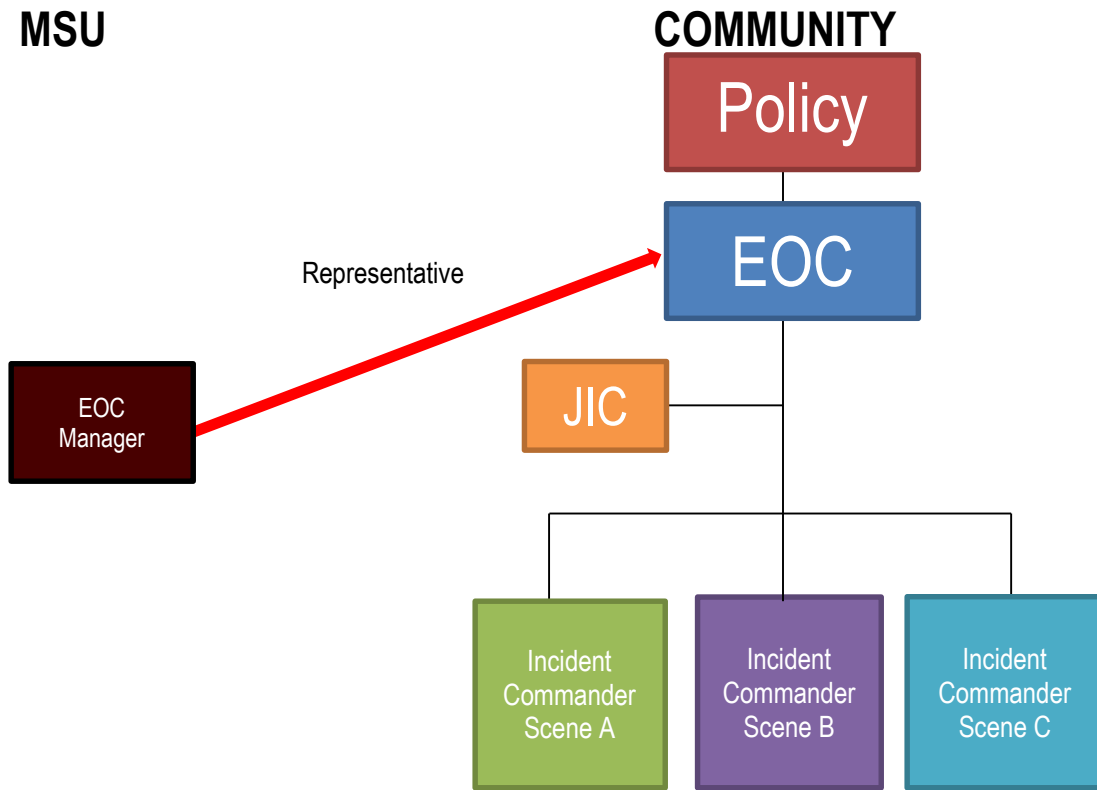 MSU
COMMUNITY
Policy
EOC
Representative
JIC
EOC
Manager
Incident
Commander
Scene A
Incident
Commander
Scene B
Incident
Commander
Scene C